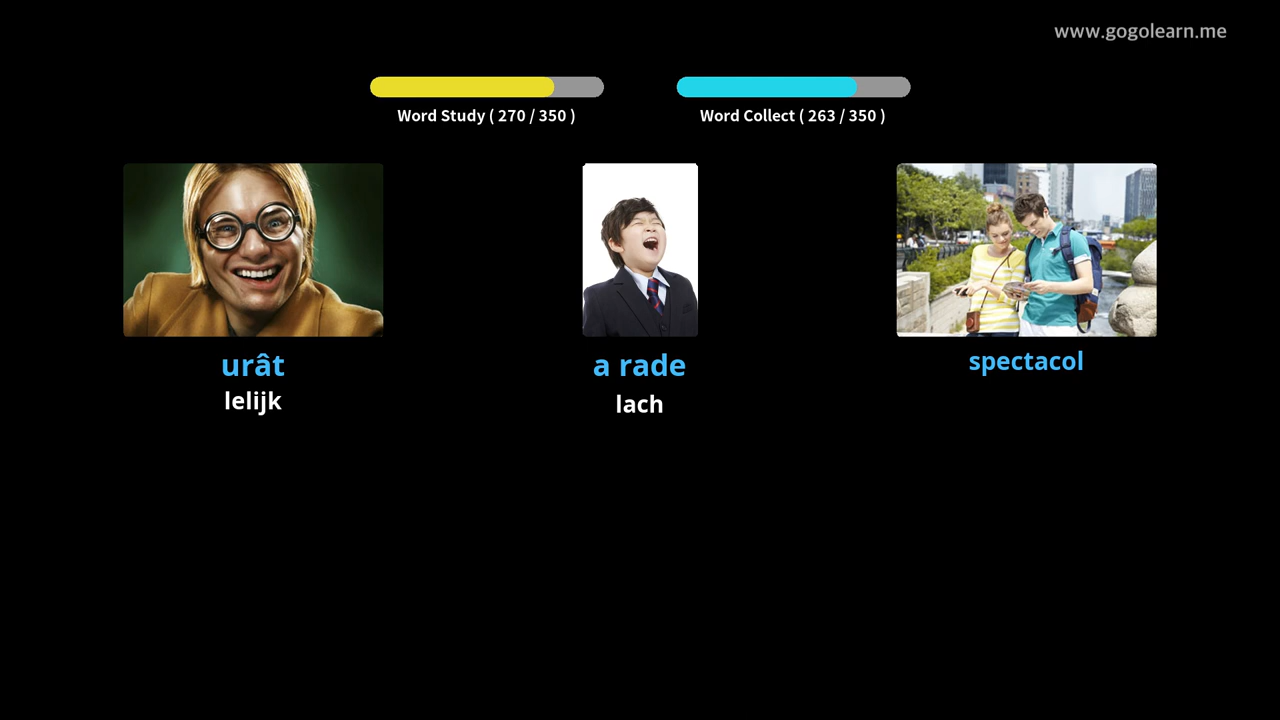 www.gogolearn.me
Word Study ( 270 / 350 )
Word Collect ( 263 / 350 )
urât
lelijk
a rade
lach
spectacol